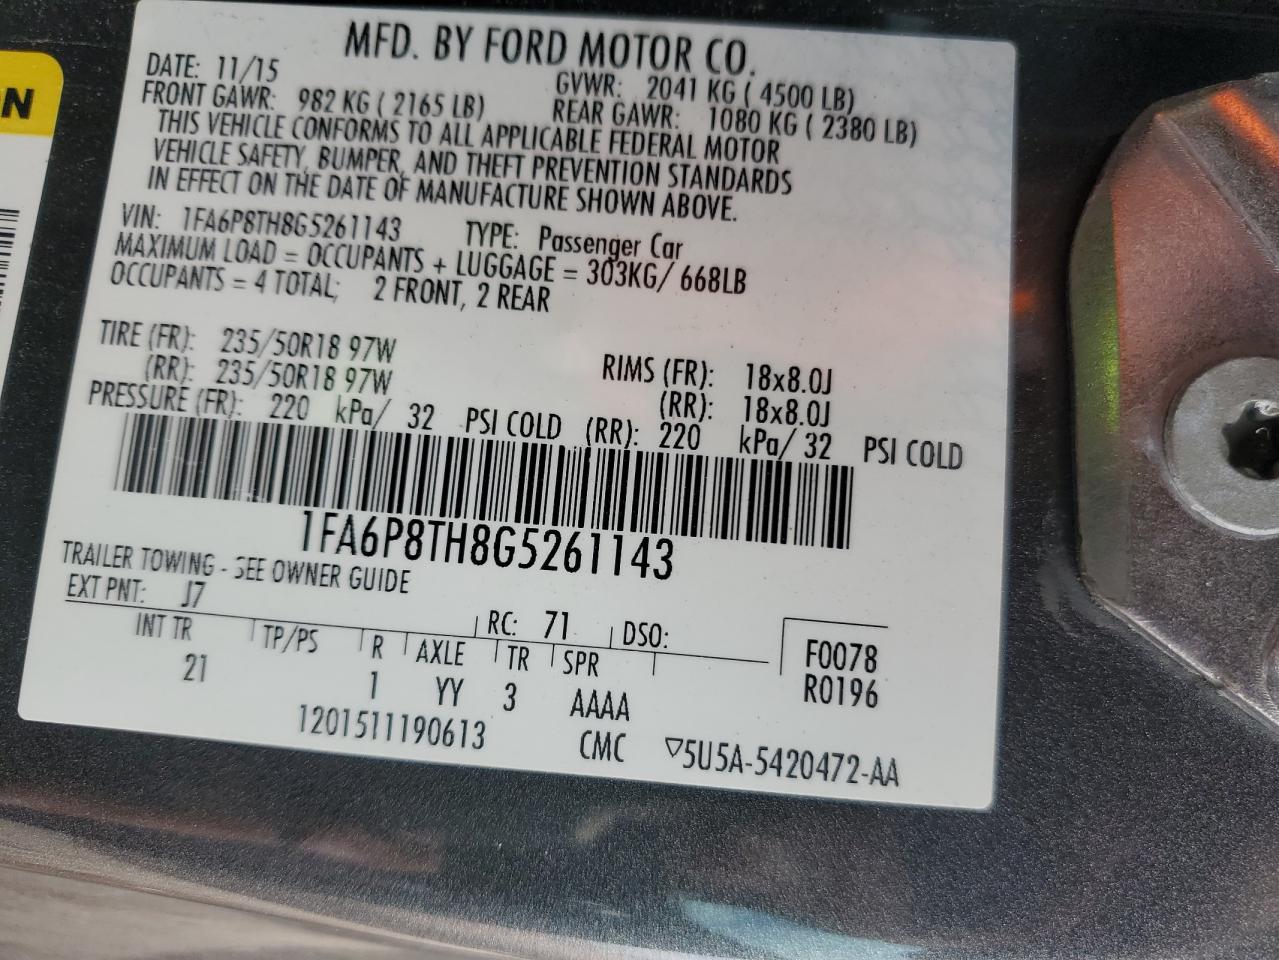 N
MFD. BY FORD MOTOR CO.
DATE: 11/15 GVWR: 2041 KG ( 4500 LB)
FRONT GAWR: 982 KG ( 2165 LB) REAR GAWR: 1080 KG ( 2380 LB)
THIS VEHICLE CONFORMS TO ALL APPLICABLE FEDERAL MOTOR
VEHICLE SAFETY, BUMPER, AND THEFT PREVENTION STANDARDS
IN EFFECT ON THE DATE OF MANUFACTURE SHOWN ABOVE.
VIN: 1FA6P8TH8G5261143 TYPE: Passenger Car
MAXIMUM LOAD = OCCUPANTS + LUGGAGE = 303KG/ 668LB
OCCUPANTS = 4 TOTAL; 2 FRONT, 2 REAR
TIRE (FR): 235/50R18 97W RIMS (FR): 18x8.0J
(RR): 235/50R18 97W (RR): 18x8.0J
PRESSURE (FR): 220 kPa/ 32 PSI COLD (RR): 220 kPa/ 32 PSI COLD
1FA6P8TH8G5261143
TRAILER TOWING - SEE OWNER GUIDE
EXT PNT: J7 RC: 71 DSO:
INT TR TP/PS R AXLE TR SPR F0078
21 1 YY 3 AAAA R0196
1201511190613 CMC ▽5U5A-5420472-AA